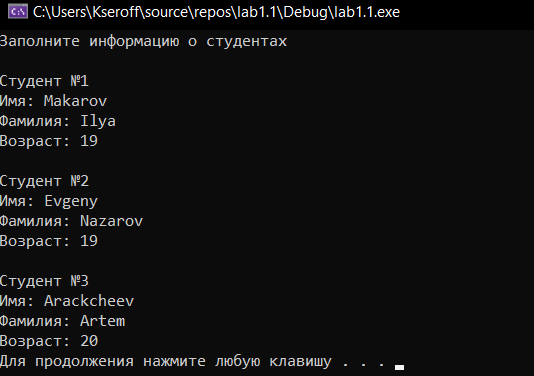 C:\Users\Kseroff\source\repos\lab1.1\Debug\lab1.1.exe
Заполните информацию о студентах
Студент №1
Имя: Makarov
Фамилия: Ilya
Возраст: 19
Студент №2
Имя: Evgeny
Фамилия: Nazarov
Возраст: 19
Студент №3
Имя: Arackcheev
Фамилия: Artem
Возраст: 20
Для продолжения нажмите любую клавишу . . .